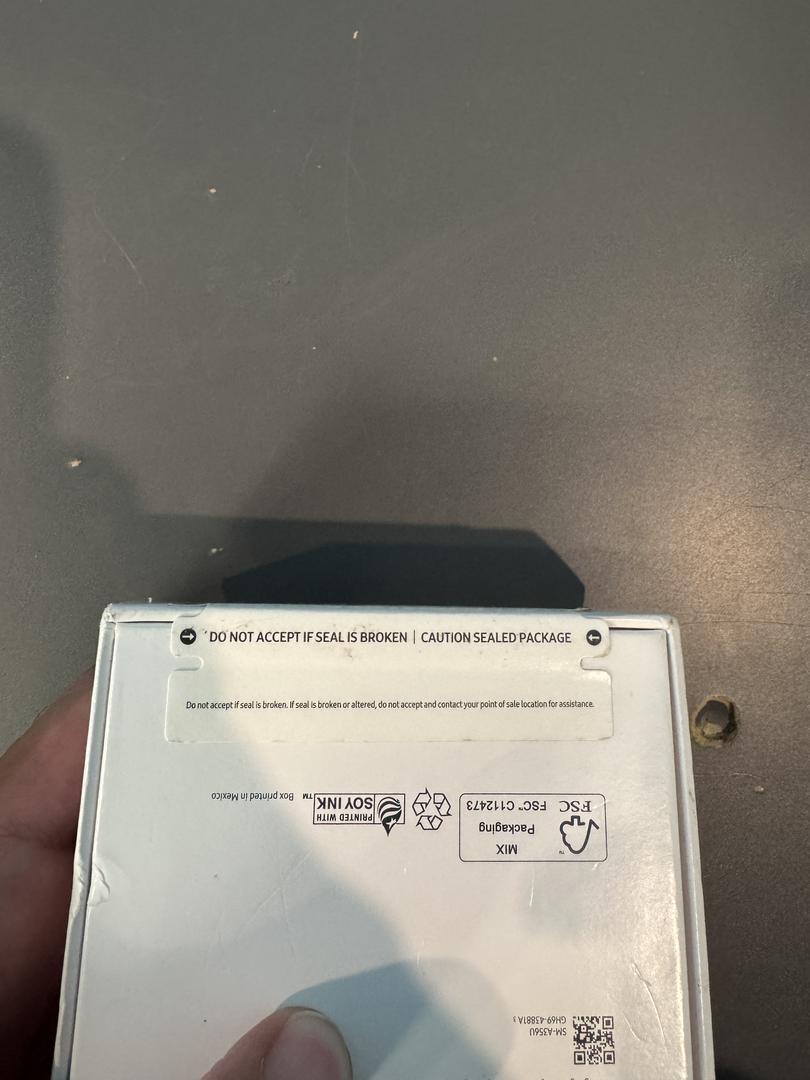 DO NOT ACCEPT IF SEAL IS BROKEN | CAUTION SEALED PACKAGE
Do not accept if seal is broken. If seal is broken or altered, do not accept and contact your point of sale location for assistance.
FSC
FSC™ C112473
MIX
Packaging
PRINTED WITH
SOY INK™
Box printed in Mexico
SM-A356U
GH69-43881A